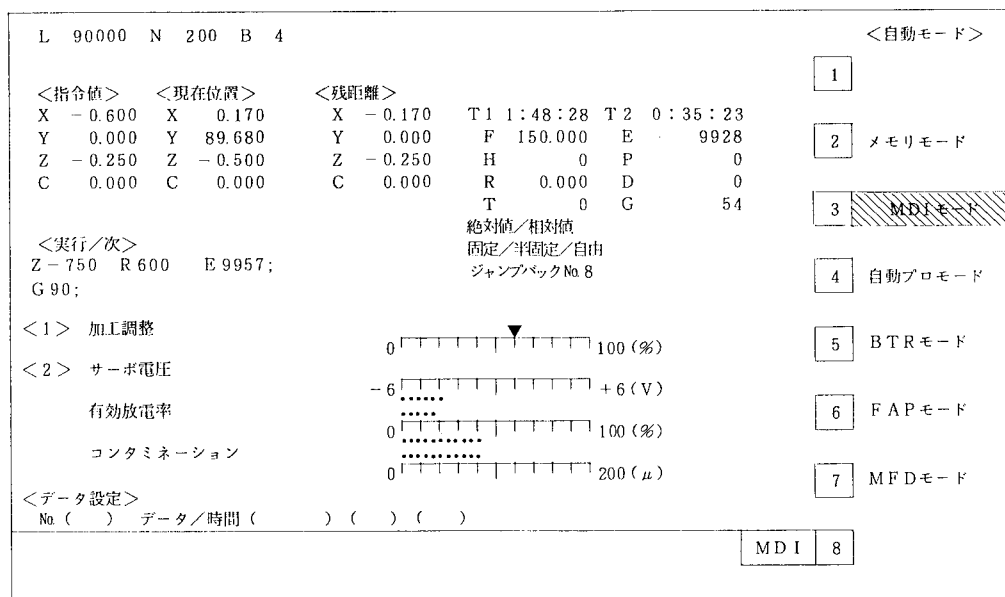 L 90000 N 200 B 4
<自動モード>
1
<指令値> <現在位置> <残距離>
X −0.600 X 0.170 X −0.170 T1 1:48:28 T2 0:35:23
Y 0.000 Y 89.680 Y 0.000 F 150.000 E 9928
2 メモリモード
Z −0.250 Z −0.500 Z −0.250 H 0 P 0
C 0.000 C 0.000 C 0.000 R 0.000 D 0
T 0 G 54
3 MDIモード
絶対値/相対値
<実行/次>
固定/半固定/自由
Z−750 R600 E9957;
ジャンプバックNo.8
4 自動プロモード
G90;
<1> 加工調整
0 100(%)
5 BTRモード
<2> サーボ電圧
−6 +6(V)
有効放電率
0 100(%)
6 FAPモード
コンタミネーション
0 200(μ)
7 MFDモード
<データ設定>
No.( ) データ/時間( ) ( ) ( )
MDI 8